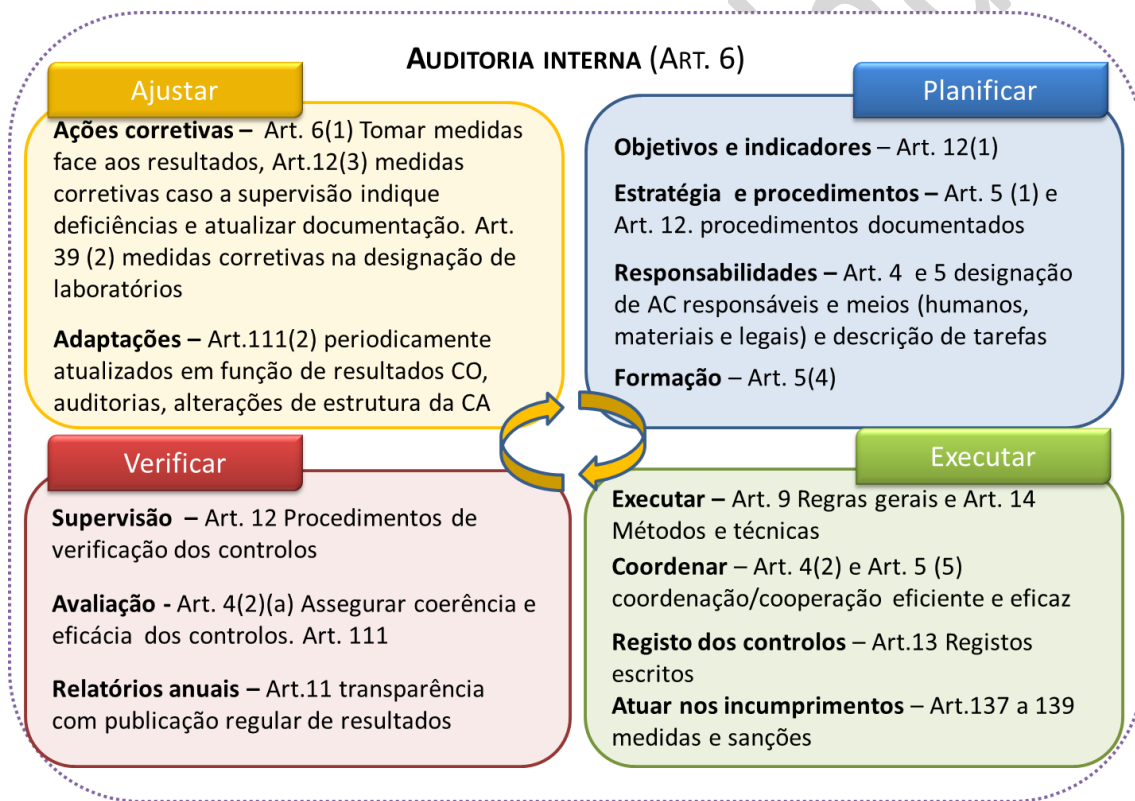 AUDITORIA INTERNA (ART. 6)
Ajustar
Ações corretivas – Art. 6(1) Tomar medidas
face aos resultados, Art.12(3) medidas
corretivas caso a supervisão indique
deficiências e atualizar documentação. Art.
39 (2) medidas corretivas na designação de
laboratórios
Adaptações – Art.111(2) periodicamente
atualizados em função de resultados CO,
auditorias, alterações de estrutura da CA
Planificar
Objetivos e indicadores – Art. 12(1)
Estratégia e procedimentos – Art. 5 (1) e
Art. 12. procedimentos documentados
Responsabilidades – Art. 4 e 5 designação
de AC responsáveis e meios (humanos,
materiais e legais) e descrição de tarefas
Formação – Art. 5(4)
Verificar
Supervisão – Art. 12 Procedimentos de
verificação dos controlos
Avaliação - Art. 4(2)(a) Assegurar coerência e
eficácia dos controlos. Art. 111
Relatórios anuais – Art.11 transparência
com publicação regular de resultados
Executar
Executar – Art. 9 Regras gerais e Art. 14
Métodos e técnicas
Coordenar – Art. 4(2) e Art. 5 (5)
coordenação/cooperação eficiente e eficaz
Registo dos controlos – Art.13 Registos
escritos
Atuar nos incumprimentos – Art.137 a 139
medidas e sanções